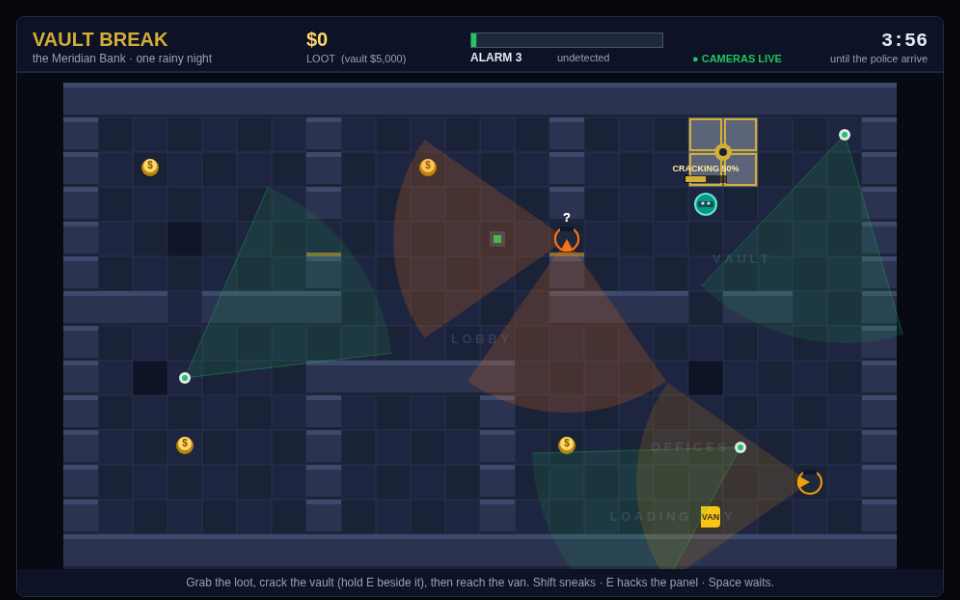 VAULT BREAK
the Meridian Bank · one rainy night
$0
LOOT (vault $5,000)
ALARM 3
undetected
● CAMERAS LIVE
3:56
until the police arrive
$
$
CRACKING 50%
?
VAULT
LOBBY
$
$
OFFICES
LOADING
Y
VAN
Grab the loot, crack the vault (hold E beside it), then reach the van. Shift sneaks · E hacks the panel · Space waits.